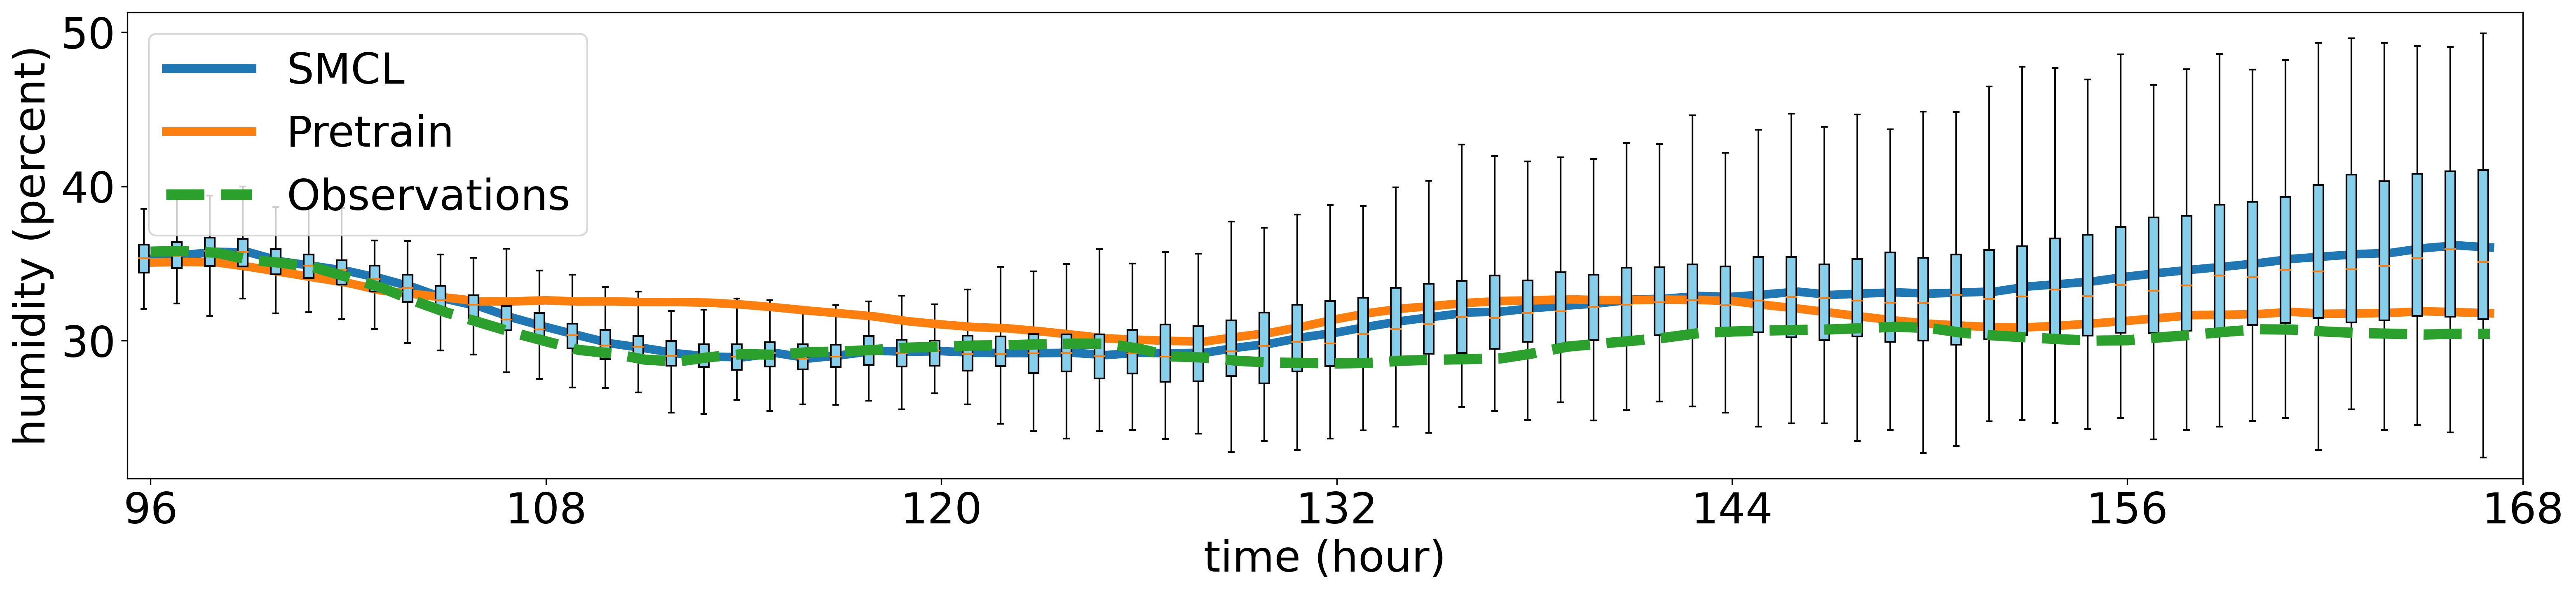 humidity (percent)
50
40
30
SMCL
Pretrain
Observations
96 108 120 132 144 156 168
time (hour)